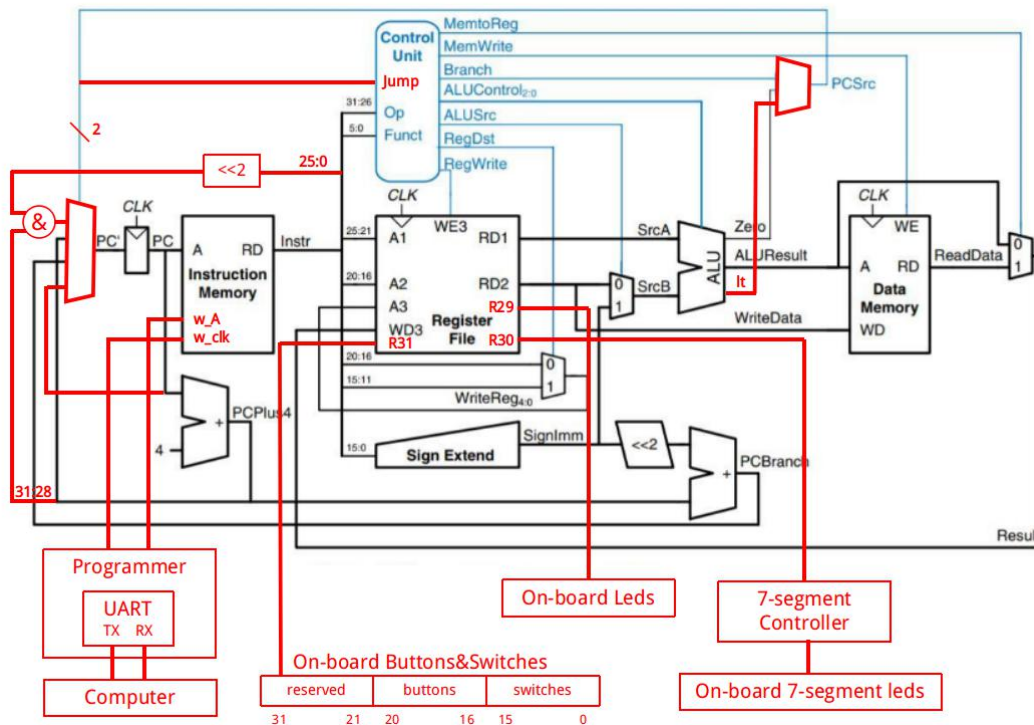 MemtoReg
Control
Unit
MemWrite
Branch
Jump
PCSrc
ALUControl2:0
31:26
Op
ALUSrc
2
5:0
Funct
RegDst
<<2
25:0
RegWrite
&
CLK
CLK
CLK
WE3
WE
25:21
A1
RD1
SrcA
Zero
PC'
PC
A
RD
Instr
ALU
ALUResult
0
1
Instruction
Memory
20:16
A2
RD2
0
1
SrcB
lt
A
RD
ReadData
Data
Memory
A3
R29
w_A
WD3
Register
File
WriteData
WD
w_clk
R31
R30
20:16
0
15:11
1
WriteReg4:0
PCPlus4
+
4
SignImm
15:0
Sign Extend
<<2
PCBranch
+
31:28
Resul
Programmer
UART
TX RX
Computer
On-board Leds
7-segment
Controller
On-board Buttons&Switches
reserved buttons switches
31 21 20 16 15 0
On-board 7-segment leds